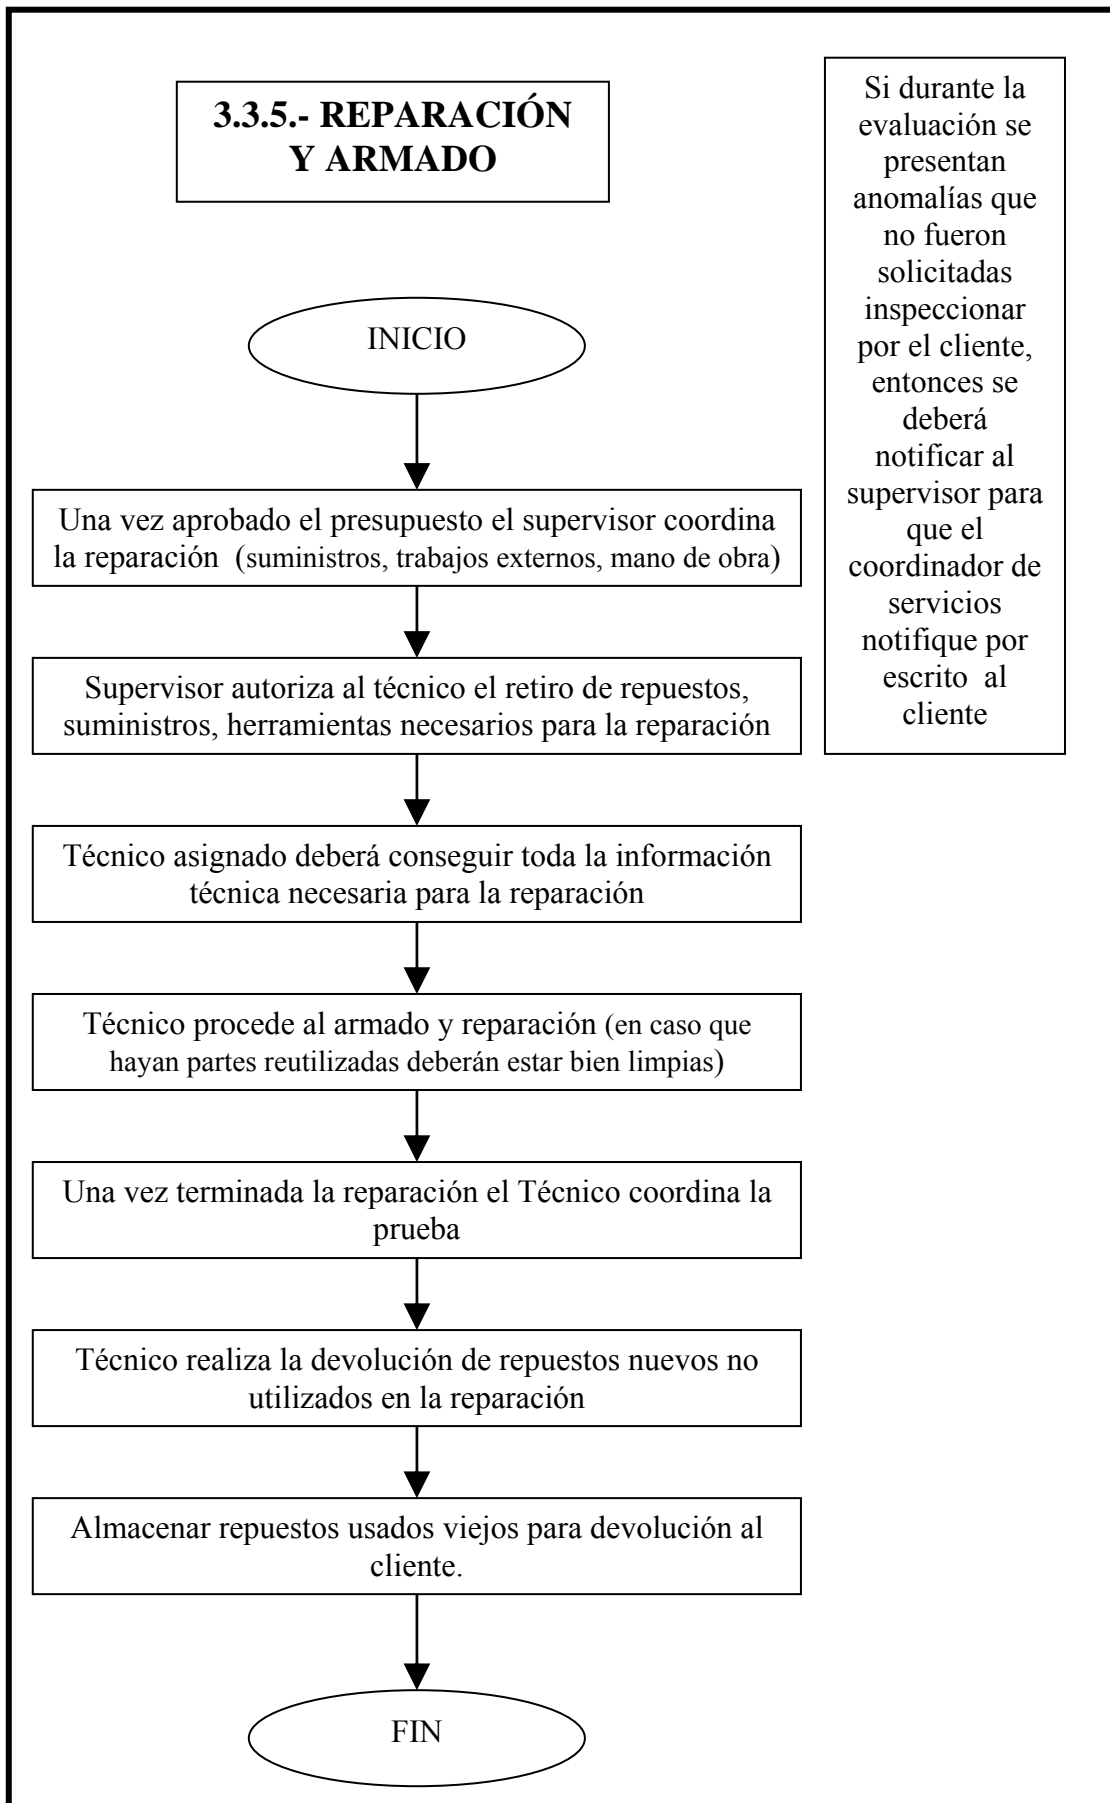 3.3.5.- REPARACIÓN
Y ARMADO
Si durante la
evaluación se
presentan
anomalías que
no fueron
solicitadas
inspeccionar
por el cliente,
entonces se
deberá
notificar al
supervisor para
que el
coordinador de
servicios
notifique por
escrito al
cliente
INICIO
Una vez aprobado el presupuesto el supervisor coordina
la reparación (suministros, trabajos externos, mano de obra)
Supervisor autoriza al técnico el retiro de repuestos,
suministros, herramientas necesarios para la reparación
Técnico asignado deberá conseguir toda la información
técnica necesaria para la reparación
Técnico procede al armado y reparación (en caso que
hayan partes reutilizadas deberán estar bien limpias)
Una vez terminada la reparación el Técnico coordina la
prueba
Técnico realiza la devolución de repuestos nuevos no
utilizados en la reparación
Almacenar repuestos usados viejos para devolución al
cliente.
FIN